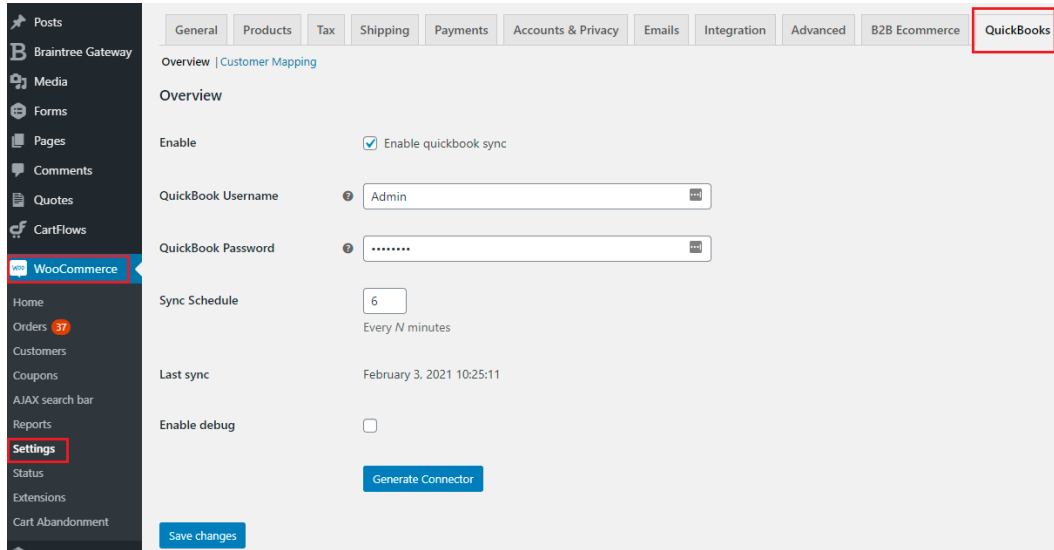 Posts
Braintree Gateway
Media
Forms
Pages
Comments
Quotes
CartFlows
WooCommerce
Home
Orders 37
Customers
Coupons
AJAX search bar
Reports
Settings
Status
Extensions
Cart Abandonment
General Products Tax Shipping Payments Accounts & Privacy Emails Integration Advanced B2B Ecommerce QuickBooks
Overview | Customer Mapping
Overview
Enable Enable quickbook sync
QuickBook Username Admin
QuickBook Password ••••••••
Sync Schedule 6
Every N minutes
Last sync February 3, 2021 10:25:11
Enable debug
Generate Connector
Save changes